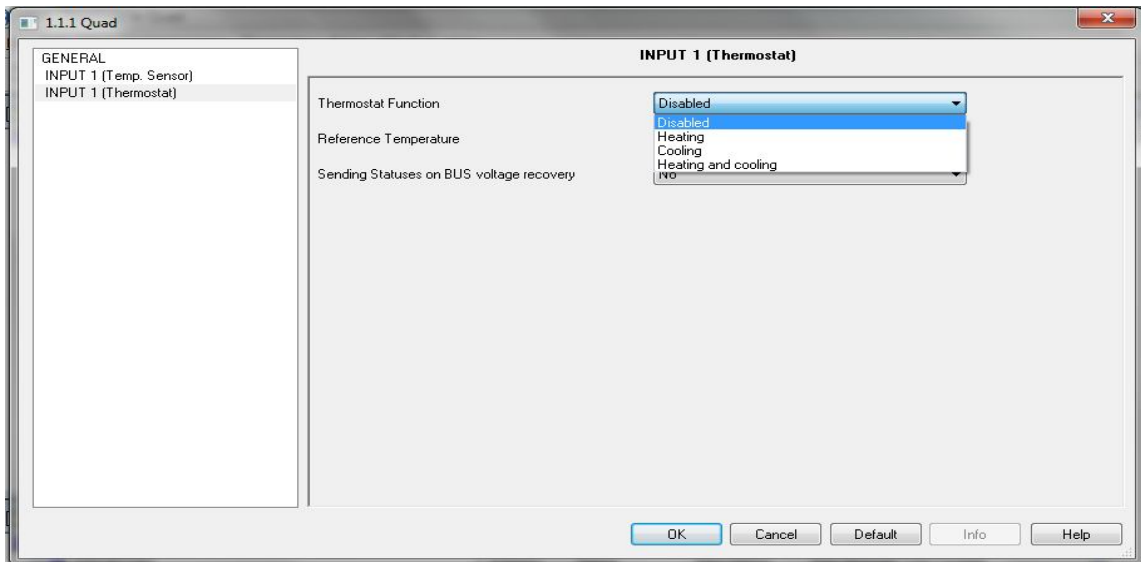 1.1.1 Quad
GENERAL
INPUT 1 (Temp. Sensor)
INPUT 1 (Thermostat)
INPUT 1 (Thermostat)
Thermostat Function
Disabled
Disabled
Heating
Cooling
Heating and cooling
Reference Temperature
Sending Statuses on BUS voltage recovery
No
OK
Cancel
Default
Info
Help